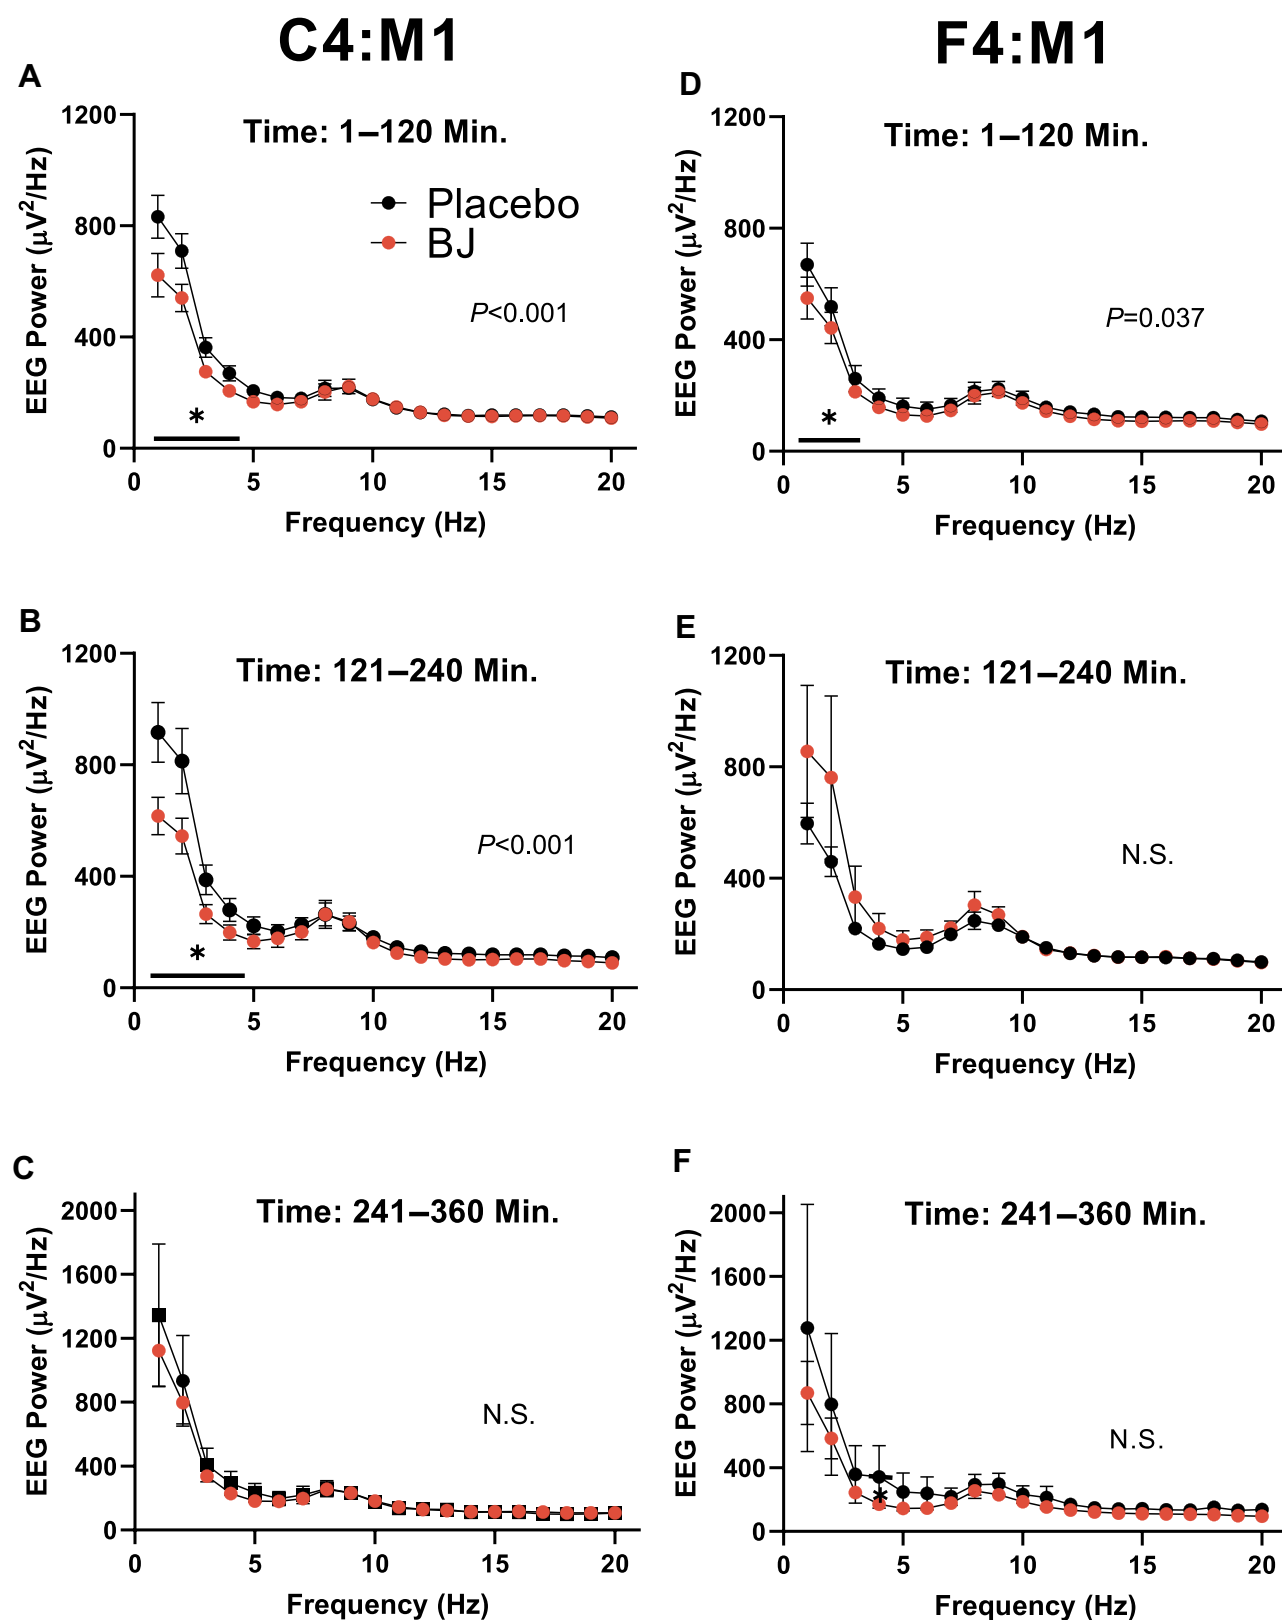 C4:M1
F4:M1
A
Time: 1–120 Min.
1200
800
400
0
EEG Power (μV²/Hz)
Placebo
BJ
P<0.001
*
0 5 10 15 20
Frequency (Hz)
D
Time: 1–120 Min.
1200
800
400
0
EEG Power (μV²/Hz)
P=0.037
*
0 5 10 15 20
Frequency (Hz)
B
Time: 121–240 Min.
1200
800
400
0
EEG Power (μV²/Hz)
P<0.001
*
0 5 10 15 20
Frequency (Hz)
E
Time: 121–240 Min.
1200
800
400
0
EEG Power (μV²/Hz)
N.S.
0 5 10 15 20
Frequency (Hz)
C
Time: 241–360 Min.
2000
1600
1200
800
400
0
EEG Power (μV²/Hz)
N.S.
0 5 10 15 20
Frequency (Hz)
F
Time: 241–360 Min.
2000
1600
1200
800
400
0
EEG Power (μV²/Hz)
N.S.
*
0 5 10 15 20
Frequency (Hz)